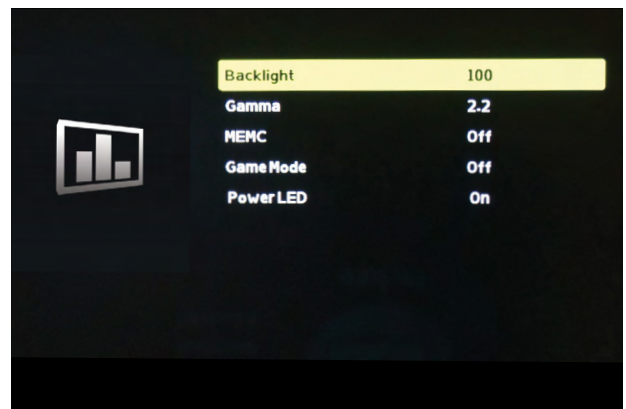 Backlight 100
Gamma 2.2
MEMC Off
Game Mode Off
Power LED On